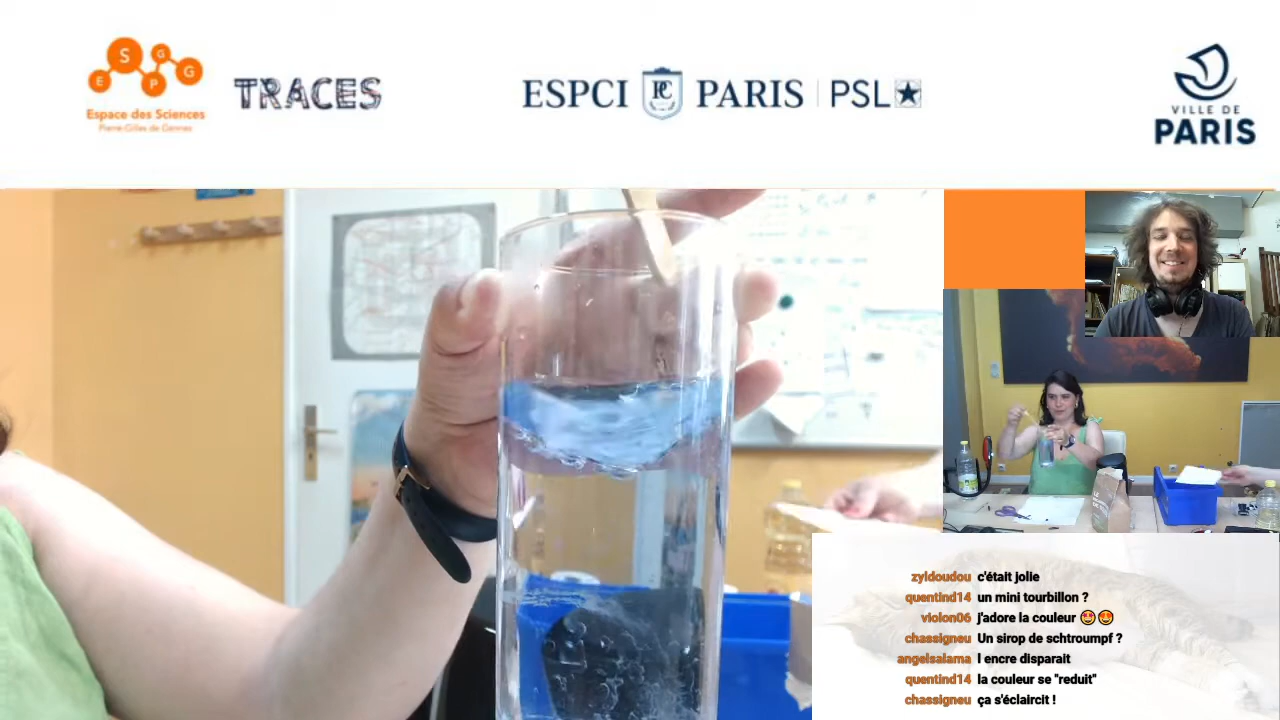 E S P G G
Espace des Sciences
Pierre-Gilles de Gennes
TRACES
ESPCI PC PARIS | PSL
VILLE DE
PARIS
zyldoudou c'était jolie
quentind14 un mini tourbillon ?
violon06 j'adore la couleur 🤩😍
chassigneu Un sirop de schtroumpf ?
angelsalama l encre disparait
quentind14 la couleur se "reduit"
chassigneu ça s'éclaircit !